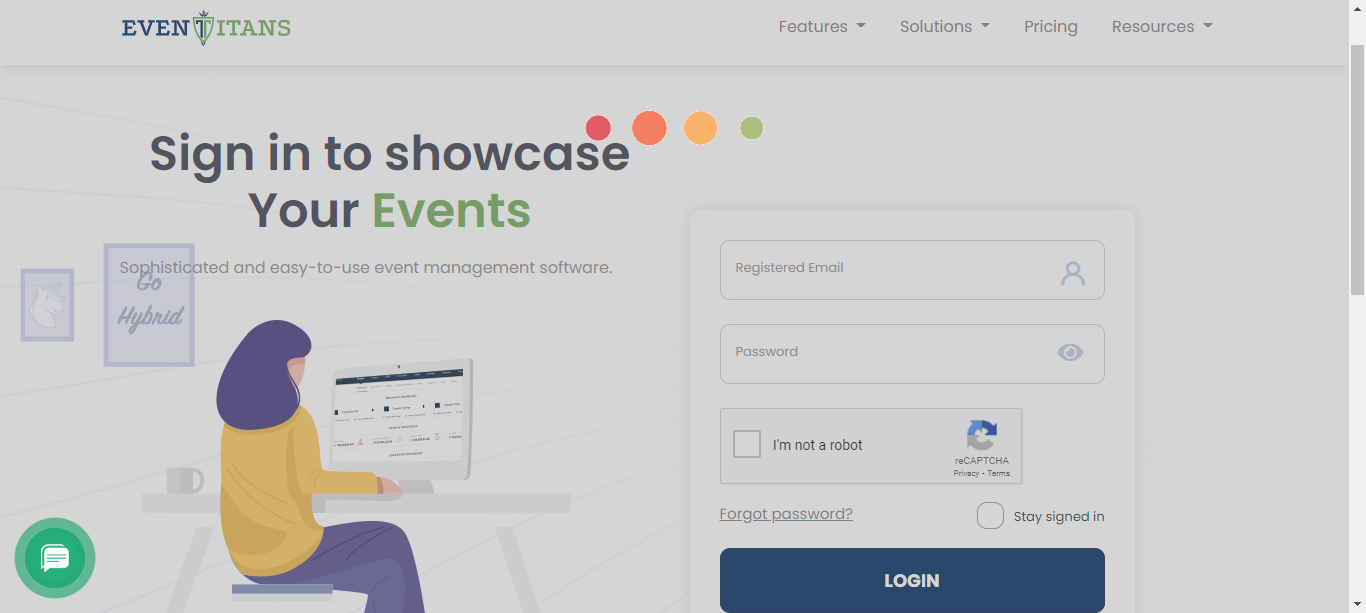 EVENTITANS
Features
Solutions
Pricing
Resources
Sign in to showcase
Your Events
Sophisticated and easy-to-use event management software.
Go
Hybrid
Registered Email
Password
I'm not a robot
reCAPTCHA
Privacy - Terms
Forgot password?
Stay signed in
LOGIN